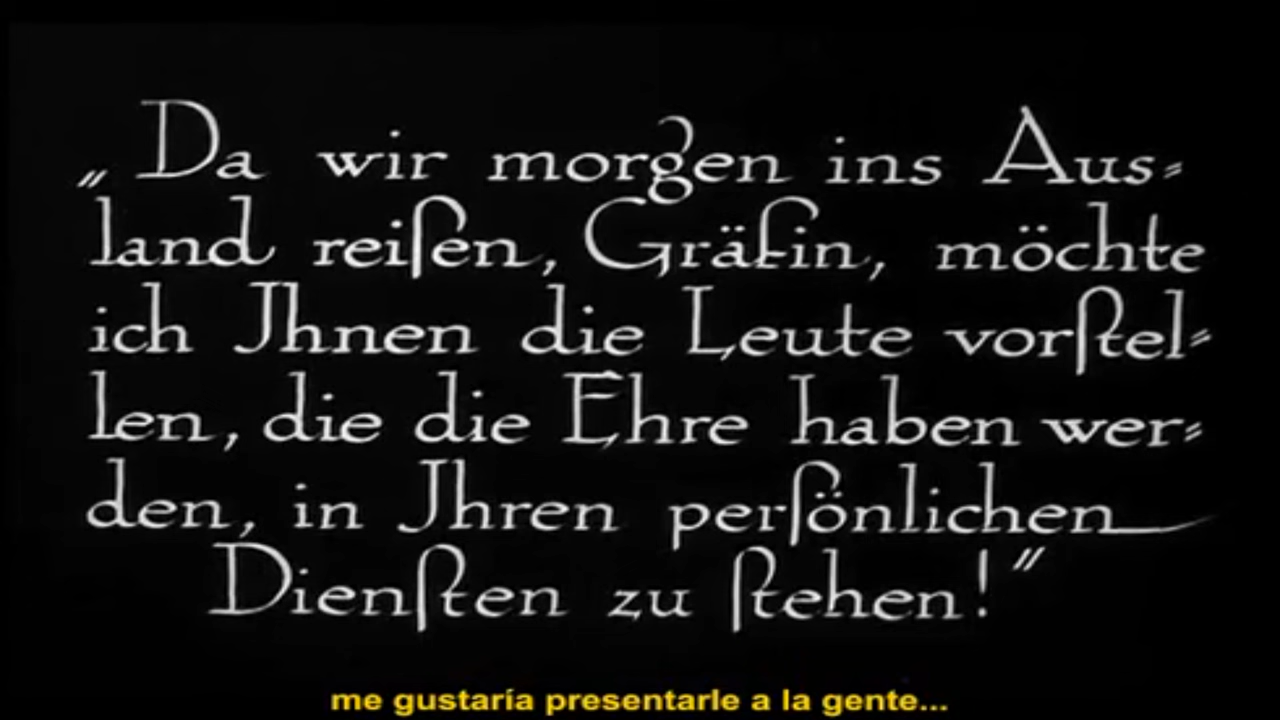 „Da wir morgen ins Aus⸗
land reiſen, Gräfin, möchte
ich Jhnen die Leute vorſtel⸗
len, die die Ehre haben wer⸗
den, in Jhren perſönlichen
Dienſten zu ſtehen!”
me gustaría presentarle a la gente...